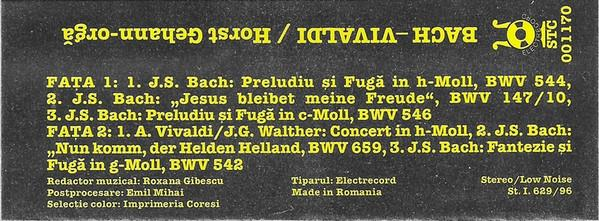 BACH—VIVALDI / Horst Gehann-orgă
ELECTRECORD
STC
001170
FAȚA 1: 1. J.S. Bach: Preludiu și Fugă in h-Moll, BWV 544,
2. J.S. Bach: „Jesus bleibet meine Freude", BWV 147/10,
3. J.S. Bach: Preludiu și Fugă in c-Moll, BWV 546
FAȚA 2: 1. A. Vivaldi/J.G. Walther: Concert in h-Moll, 2. J.S. Bach:
„Nun komm, der Helden Helland, BWV 659, 3. J.S. Bach: Fantezie și
Fugă in g-Moll, BWV 542
Redactor muzical: Roxana Gibescu
Postprocesare: Emil Mihai
Selectie color: Imprimeria Coresi
Tiparul: Electrecord
Made in Romania
Stereo/Low Noise
St. I. 629/96